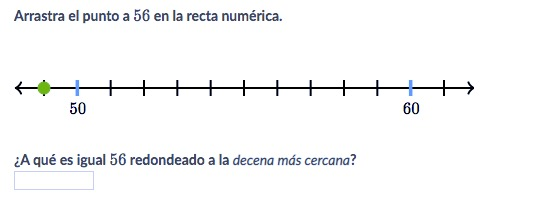 Arrastra el punto a 56 en la recta numérica.
50 60
¿A qué es igual 56 redondeado a la decena más cercana?